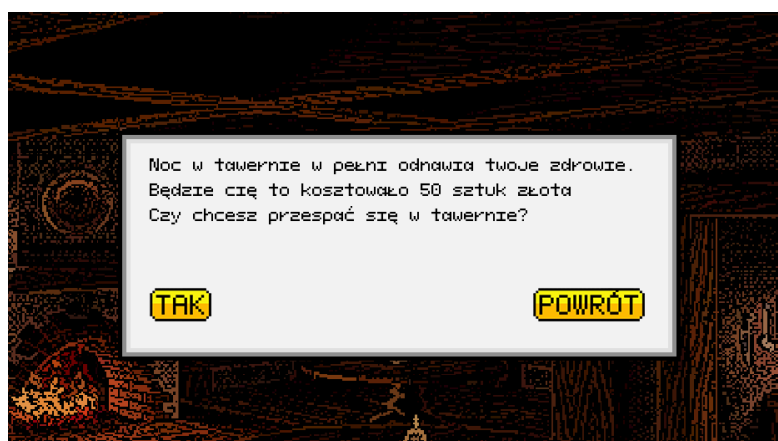 Noc w tawernie w pełni odnawia twoje zdrowie.
Będzie cię to kosztowało 50 sztuk złota
Czy chcesz przespać się w tawernie?
TAK
POWRÓT